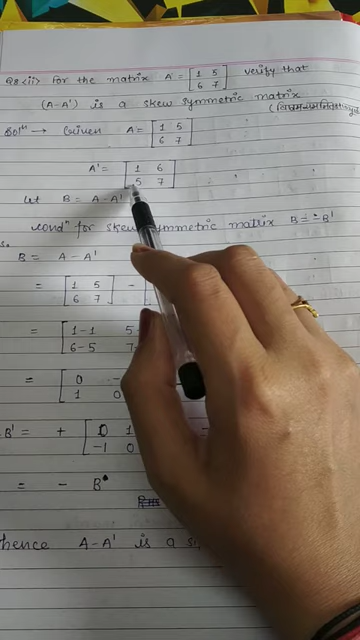 Q8 (ii) For the matrix A = [1 5
6 7] verify that
(A-A') is a skew symmetric matrix
Solⁿ → Given A = [1 5
6 7]
A' = [1 6
5 7]
Let B = A - A'
condⁿ for skew symmetric matrix B = -B'
B = A - A'
= [1 5
6 7] -
= [1-1 5-
6-5 7-
= [0
1 0
B' = + [0 1
-1 0
= - B
hence A-A' is a